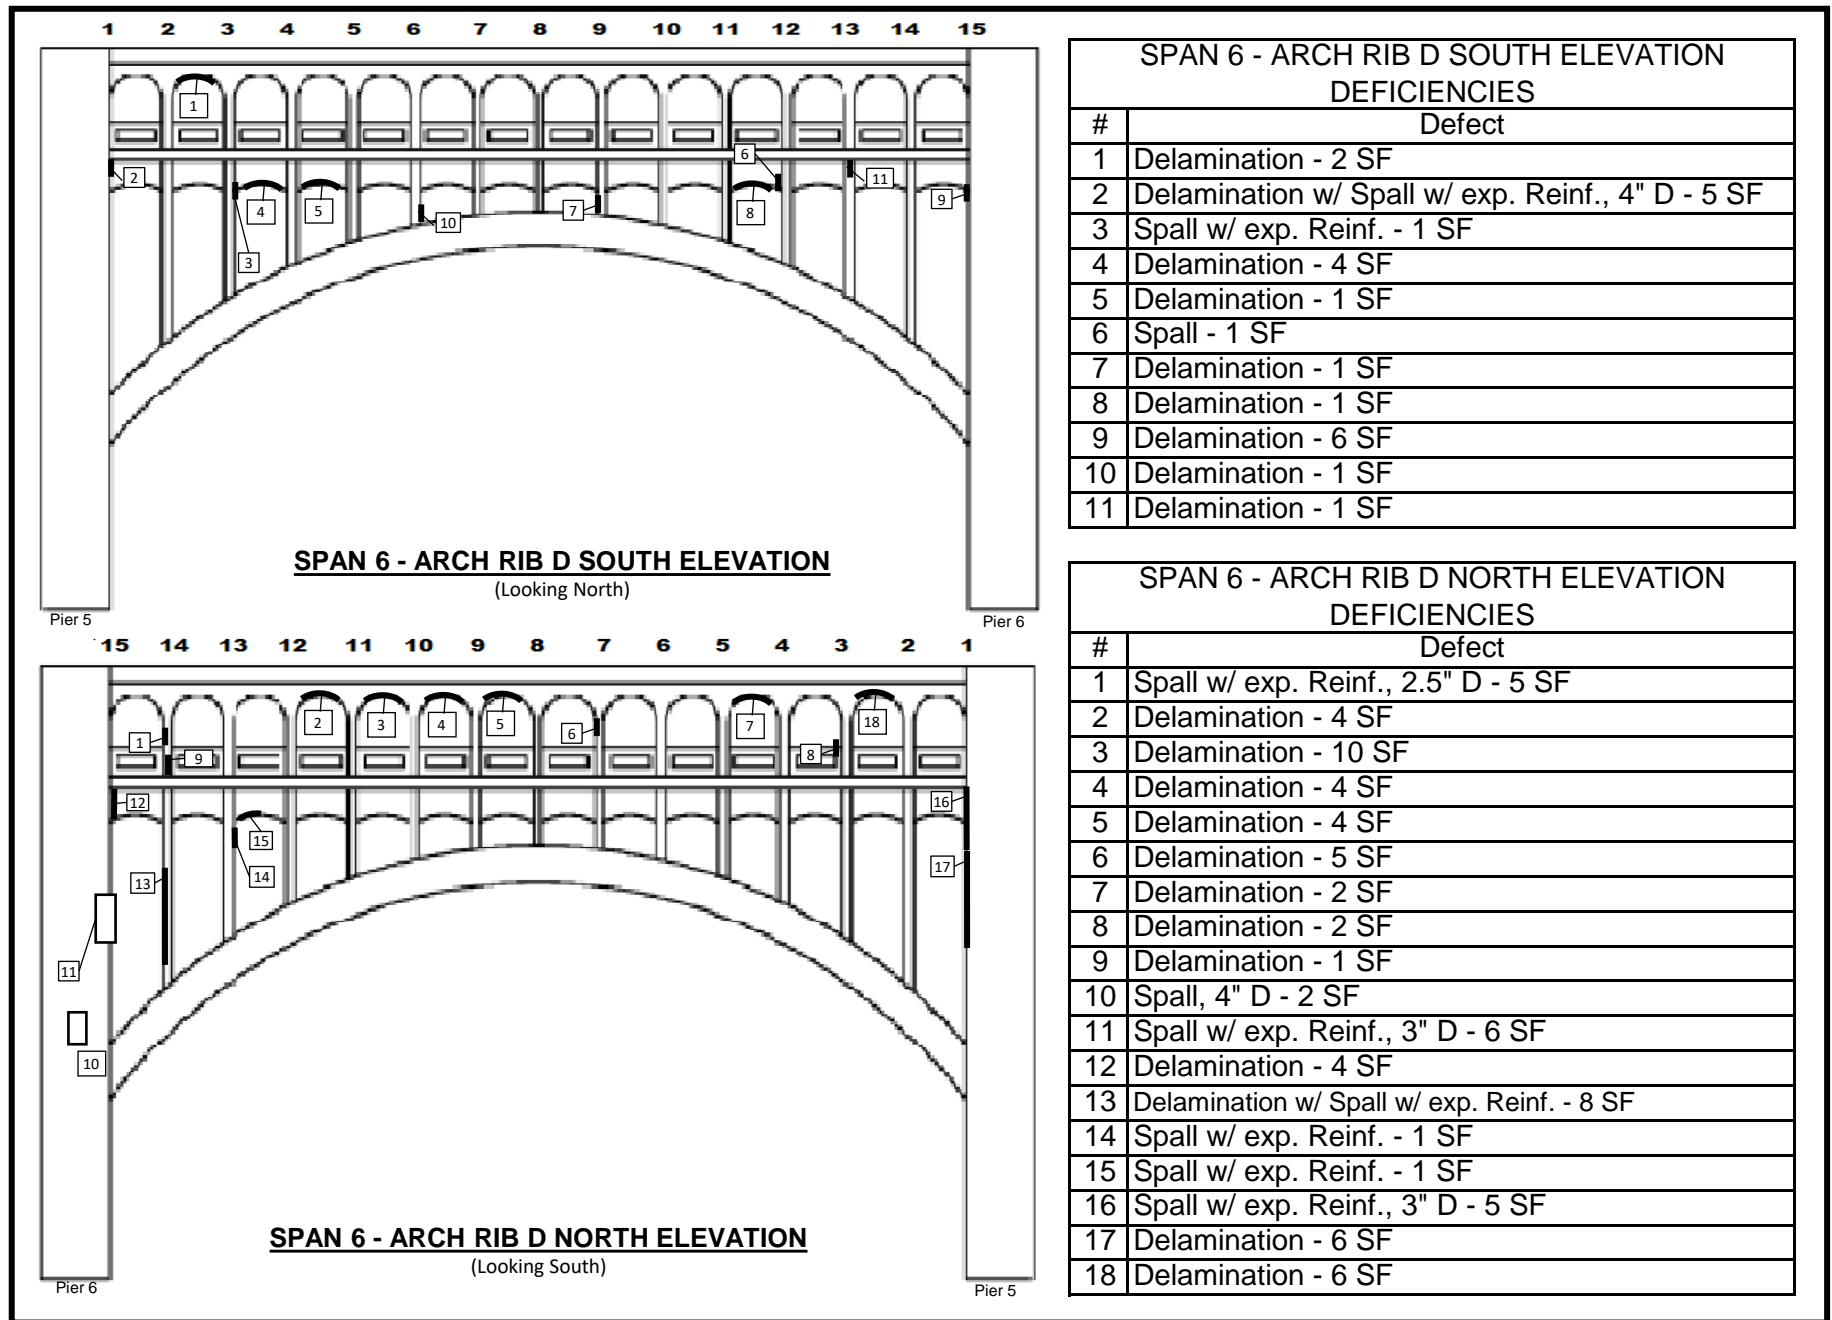 1 2 3 4 5 6 7 8 9 10 11 12 13 14 15
1
6
2
11
9
4
5
8
7
10
3
SPAN 6 - ARCH RIB D SOUTH ELEVATION
(Looking North)
Pier 5
Pier 6
15 14 13 12 11 10 9 8 7 6 5 4 3 2 1
2 3 4 5 7 18
6
1
8
9
12
16
15
17
14
13
11
10
SPAN 6 - ARCH RIB D NORTH ELEVATION
(Looking South)
Pier 6
Pier 5
SPAN 6 - ARCH RIB D SOUTH ELEVATION
DEFICIENCIES
# Defect
1 Delamination - 2 SF
2 Delamination w/ Spall w/ exp. Reinf., 4" D - 5 SF
3 Spall w/ exp. Reinf. - 1 SF
4 Delamination - 4 SF
5 Delamination - 1 SF
6 Spall - 1 SF
7 Delamination - 1 SF
8 Delamination - 1 SF
9 Delamination - 6 SF
10 Delamination - 1 SF
11 Delamination - 1 SF
SPAN 6 - ARCH RIB D NORTH ELEVATION
DEFICIENCIES
# Defect
1 Spall w/ exp. Reinf., 2.5" D - 5 SF
2 Delamination - 4 SF
3 Delamination - 10 SF
4 Delamination - 4 SF
5 Delamination - 4 SF
6 Delamination - 5 SF
7 Delamination - 2 SF
8 Delamination - 2 SF
9 Delamination - 1 SF
10 Spall, 4" D - 2 SF
11 Spall w/ exp. Reinf., 3" D - 6 SF
12 Delamination - 4 SF
13 Delamination w/ Spall w/ exp. Reinf. - 8 SF
14 Spall w/ exp. Reinf. - 1 SF
15 Spall w/ exp. Reinf. - 1 SF
16 Spall w/ exp. Reinf., 3" D - 5 SF
17 Delamination - 6 SF
18 Delamination - 6 SF